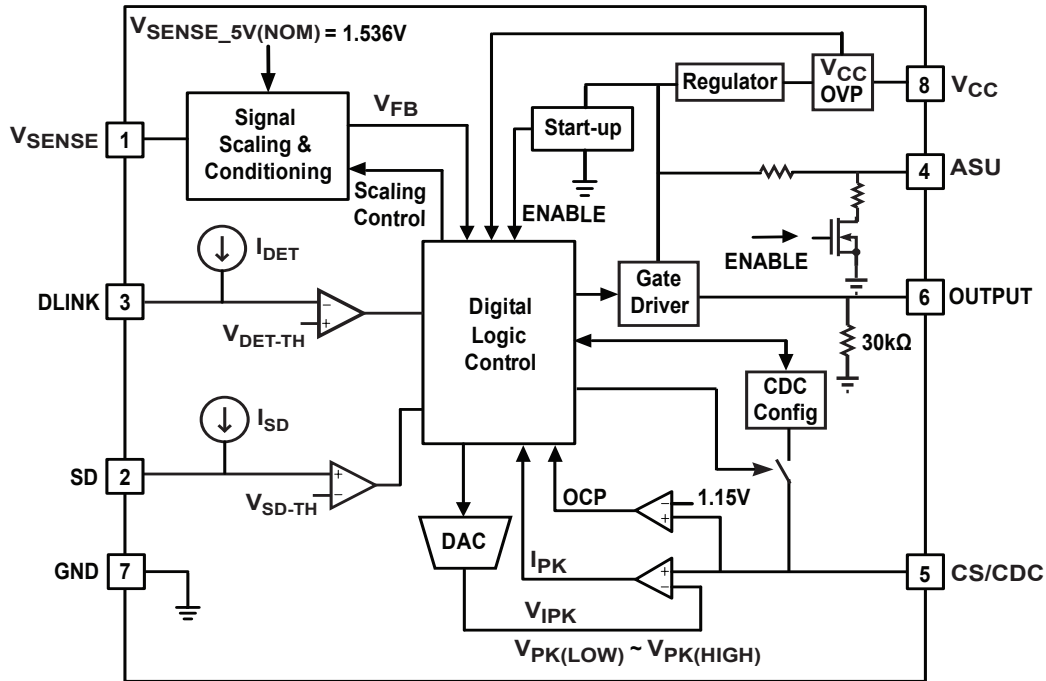 VSENSE_5V(NOM) = 1.536V
VSENSE
1
Signal
Scaling &
Conditioning
VFB
Scaling
Control
Start-up
ENABLE
Regulator
VCC
OVP
8
VCC
4
ASU
ENABLE
IDET
DLINK
3
VDET-TH
−
+
Digital
Logic
Control
Gate
Driver
6
OUTPUT
30kΩ
CDC
Config
ISD
SD
2
VSD-TH
+
−
OCP
1.15V
−
+
DAC
IPK
+
−
5
CS/CDC
GND
7
VIPK
VPK(LOW) ~ VPK(HIGH)